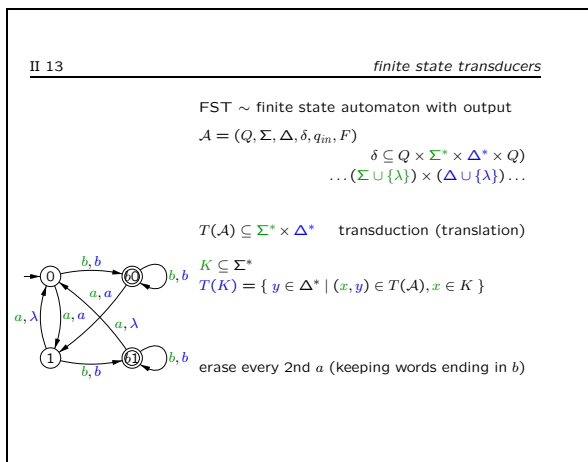 II 13 finite state transducers
FST ∼ finite state automaton with output
𝒜 = (Q, Σ, Δ, δ, q_in, F)
δ ⊆ Q × Σ* × Δ* × Q)
... (Σ ∪ {λ}) × (Δ ∪ {λ}) ...
T(𝒜) ⊆ Σ* × Δ* transduction (translation)
K ⊆ Σ*
T(K) = { y ∈ Δ* | (x, y) ∈ T(𝒜), x ∈ K }
0
b, b
b0
b, b
a, a
a, λ
a, a
a, λ
1
b, b
b1
b, b
erase every 2nd a (keeping words ending in b)